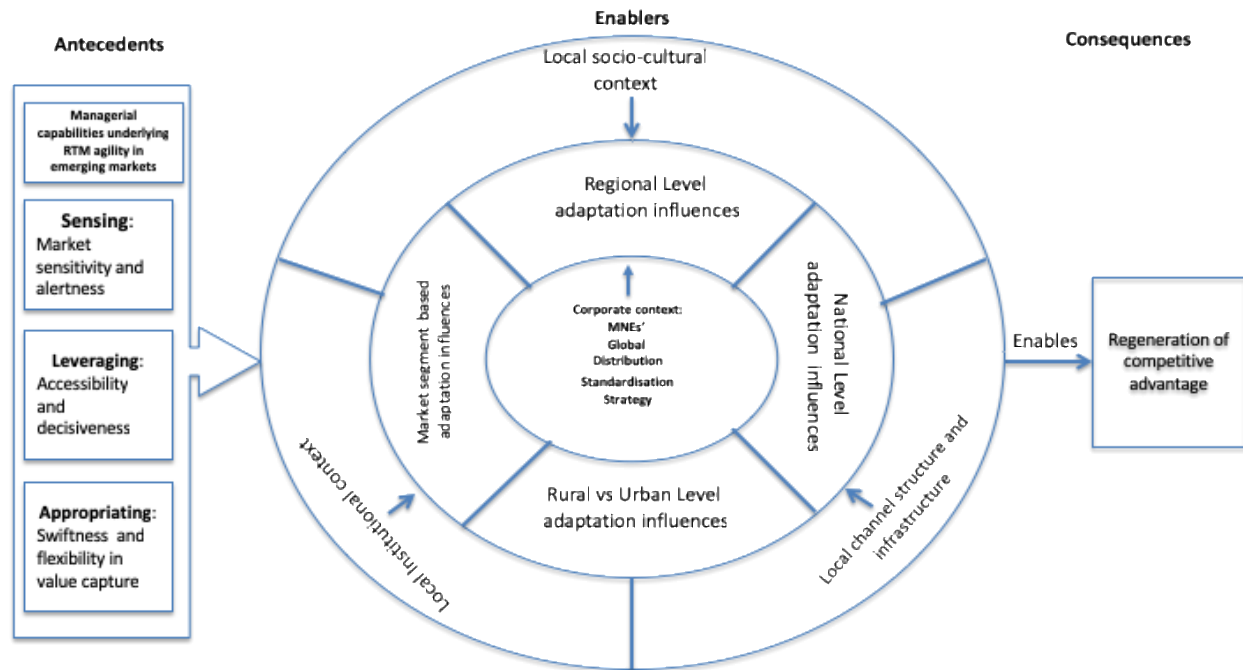 Enablers
Antecedents
Consequences
Managerial
capabilities underlying
RTM agility in
emerging markets
Sensing:
Market
sensitivity and
alertness
Leveraging:
Accessibility
and
decisiveness
Appropriating:
Swiftness and
flexibility in
value capture
Local socio-cultural
context
Regional Level
adaptation influences
Market segment based
adaptation influences
Corporate context:
MNEs'
Global
Distribution
Standardisation
Strategy
National Level
adaptation influences
Rural vs Urban Level
adaptation influences
Local Institutional context
Local channel structure and
infrastructure
Enables
Regeneration of
competitive
advantage